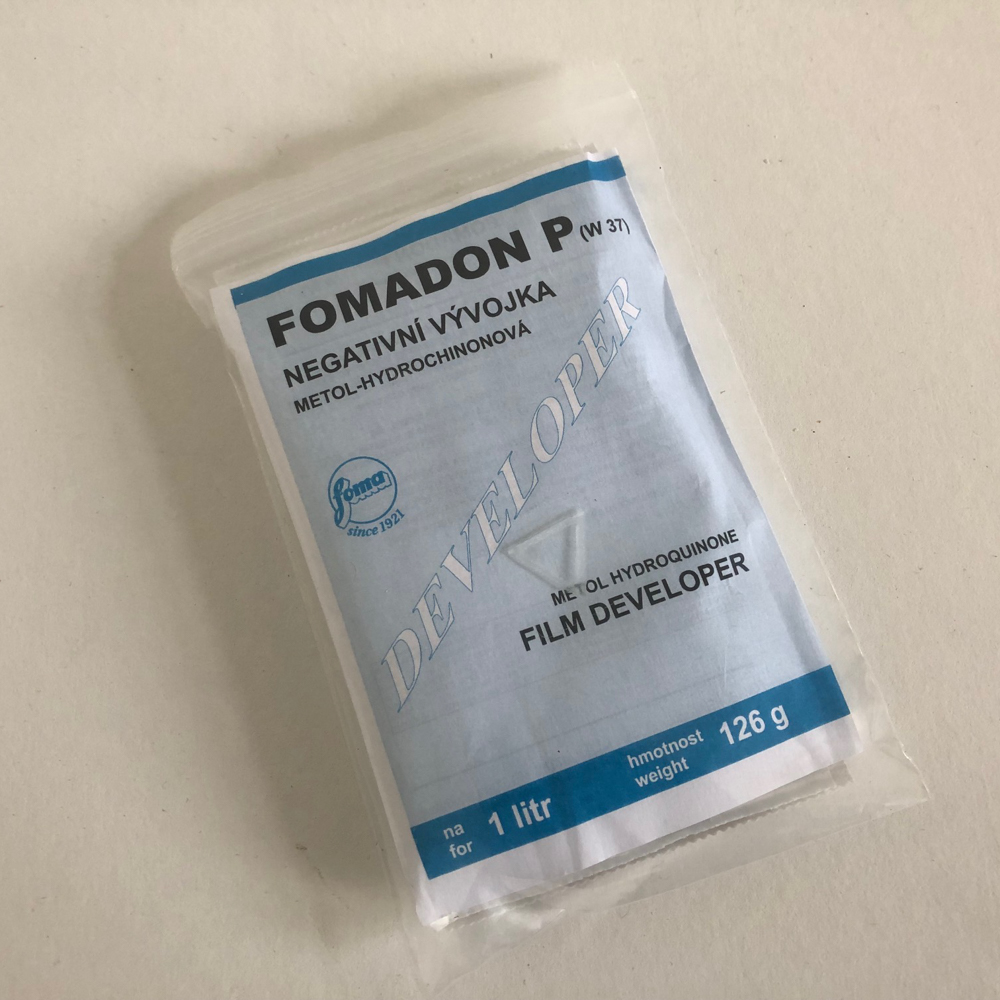 FOMADON P (W 37)
NEGATIVNÍ VÝVOJKA
METOL-HYDROCHINONOVÁ
DEVELOPER
foma
since 1921
METOL HYDROQUINONE
FILM DEVELOPER
na
for
1 litr
hmotnost
weight
126 g